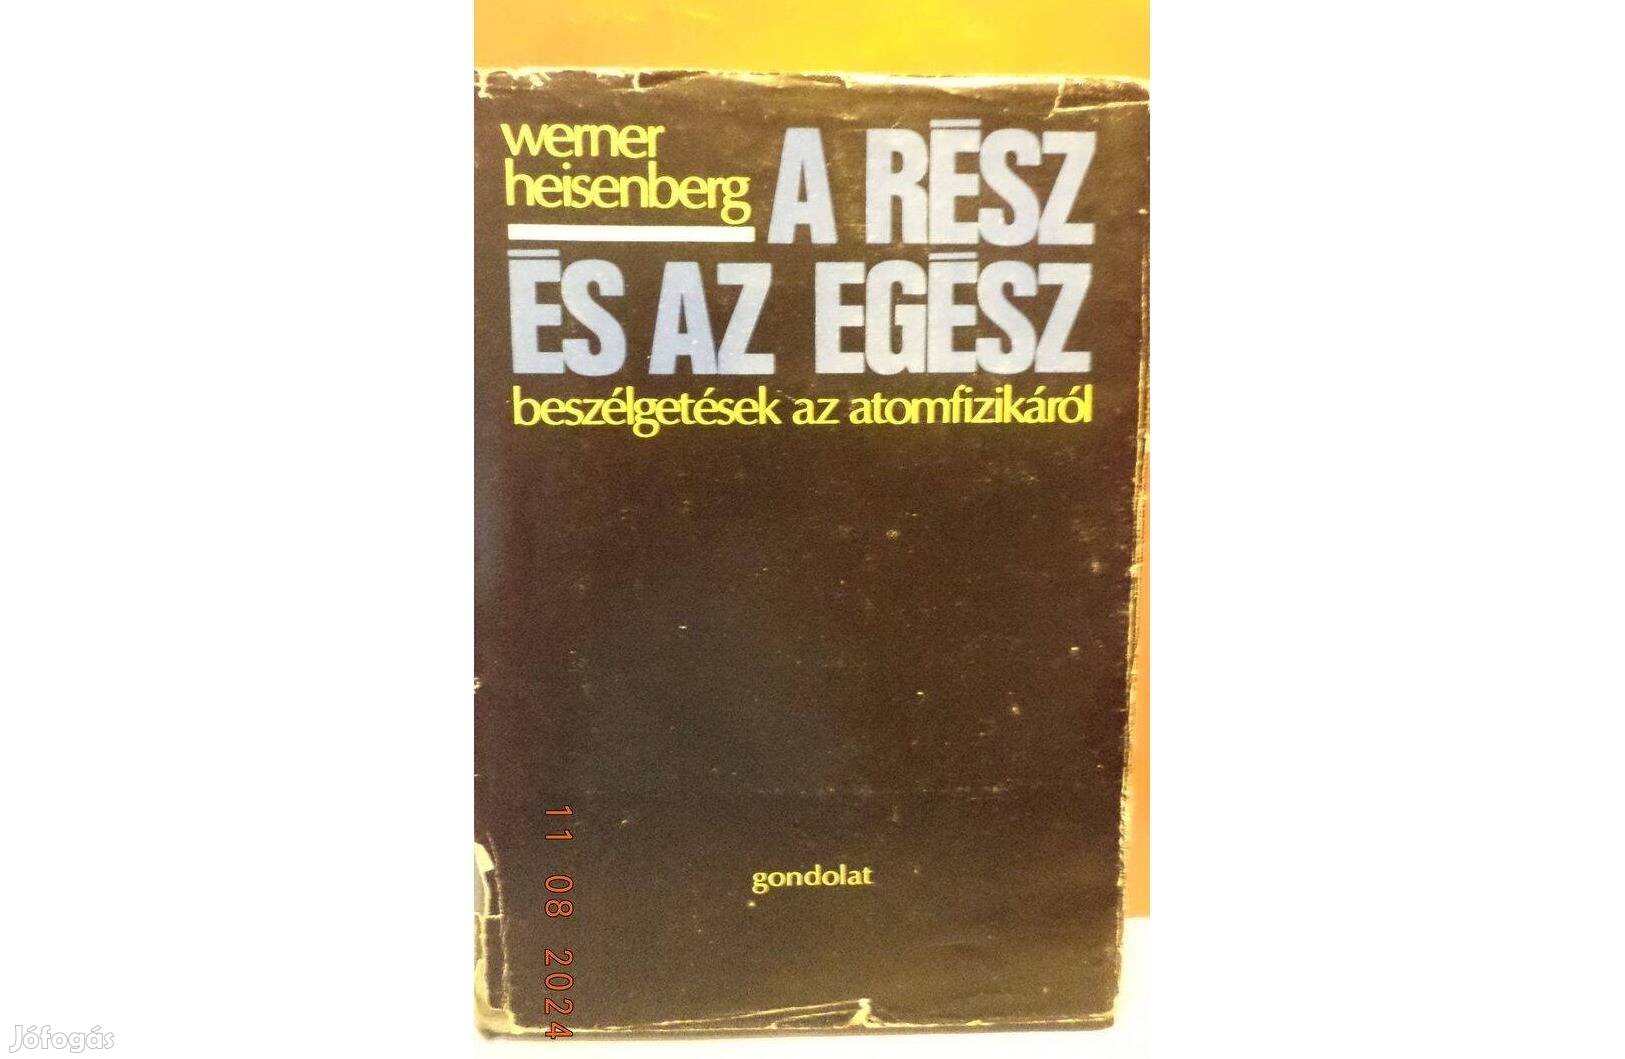 werner
heisenberg
A RÉSZ
ÉS AZ EGÉSZ
beszélgetések az atomfizikáról
gondolat
11 08 2024
Jófogás